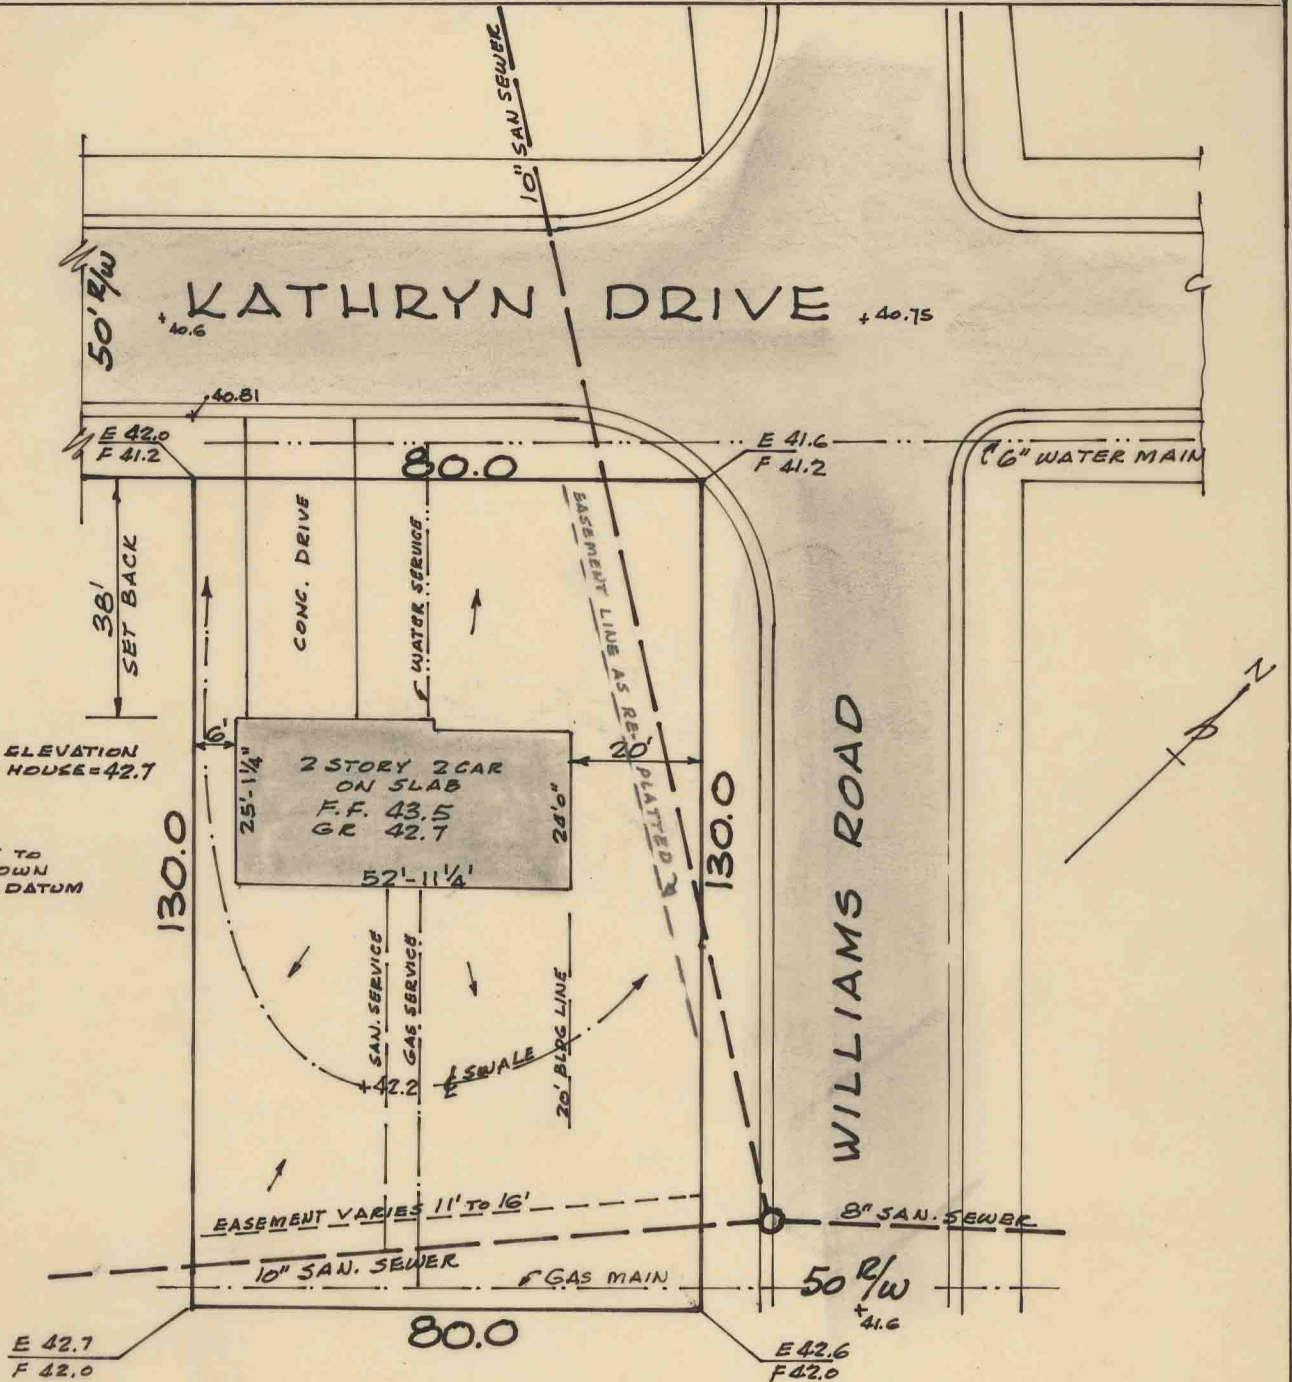 10" SAN SEWER
50' R/W
KATHRYN DRIVE
+ 40.6
+ 40.75
40.81
E 42.0
F 41.2
80.0
E 41.6
F 41.2
6" WATER MAIN
38'
SET BACK
CONC. DRIVE
WATER SERVICE
EASEMENT LINE AS RE-PLATTED
ELEVATION
HOUSE = 42.7
6'
20'
25'-1¼"
2 STORY 2 CAR
ON SLAB
F.F. 43.5
GR 42.7
24'0"
52'-11¼'
TO
DATUM
130.0
130.0
WILLIAMS ROAD
N
SAN. SERVICE
GAS SERVICE
20' BLDG LINE
+42.2
SWALE
EASEMENT VARIES 11' TO 16'
8" SAN. SEWER
10" SAN. SEWER
GAS MAIN
50 R/W
+ 41.6
80.0
E 42.7
F 42.0
E 42.6
F 42.0